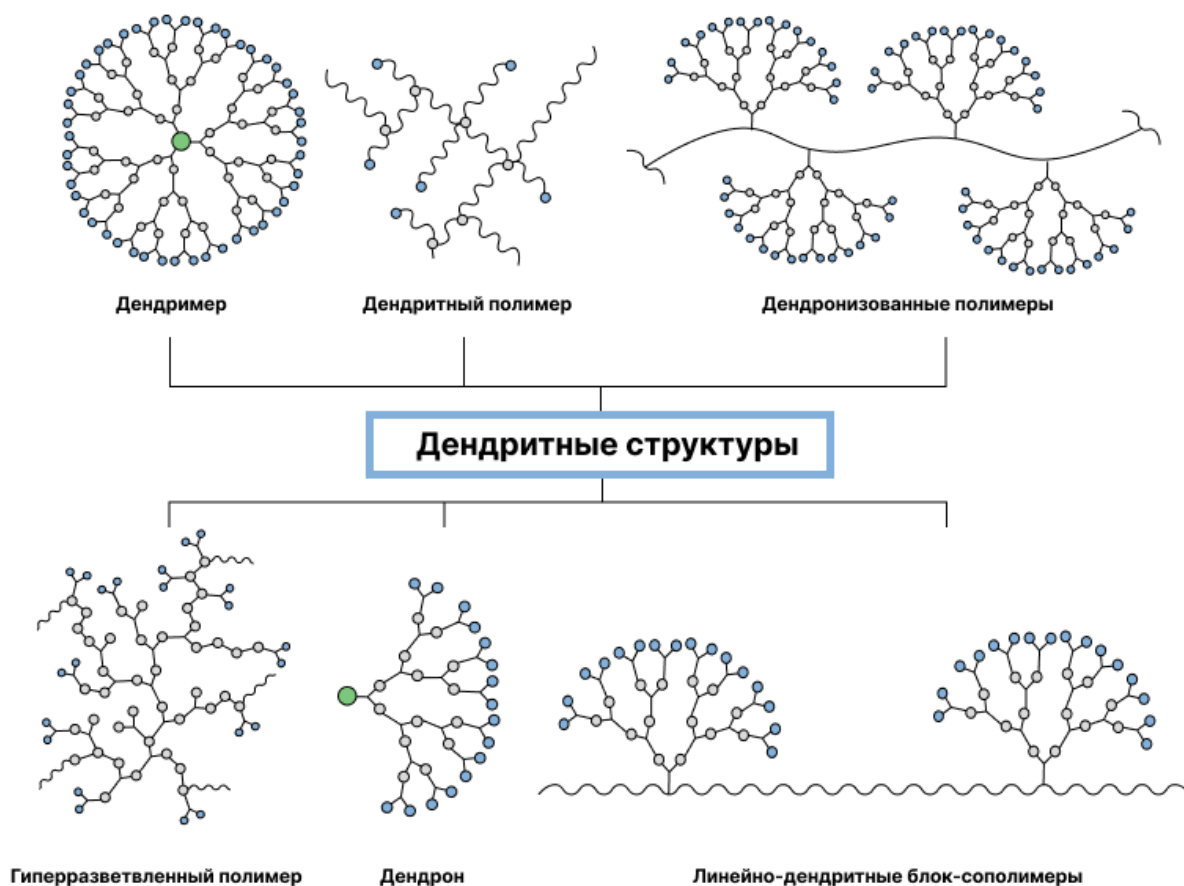 Дендример
Дендритный полимер
Дендронизованные полимеры
Дендритные структуры
Гиперразветвленный полимер
Дендрон
Линейно-дендритные блок-сополимеры